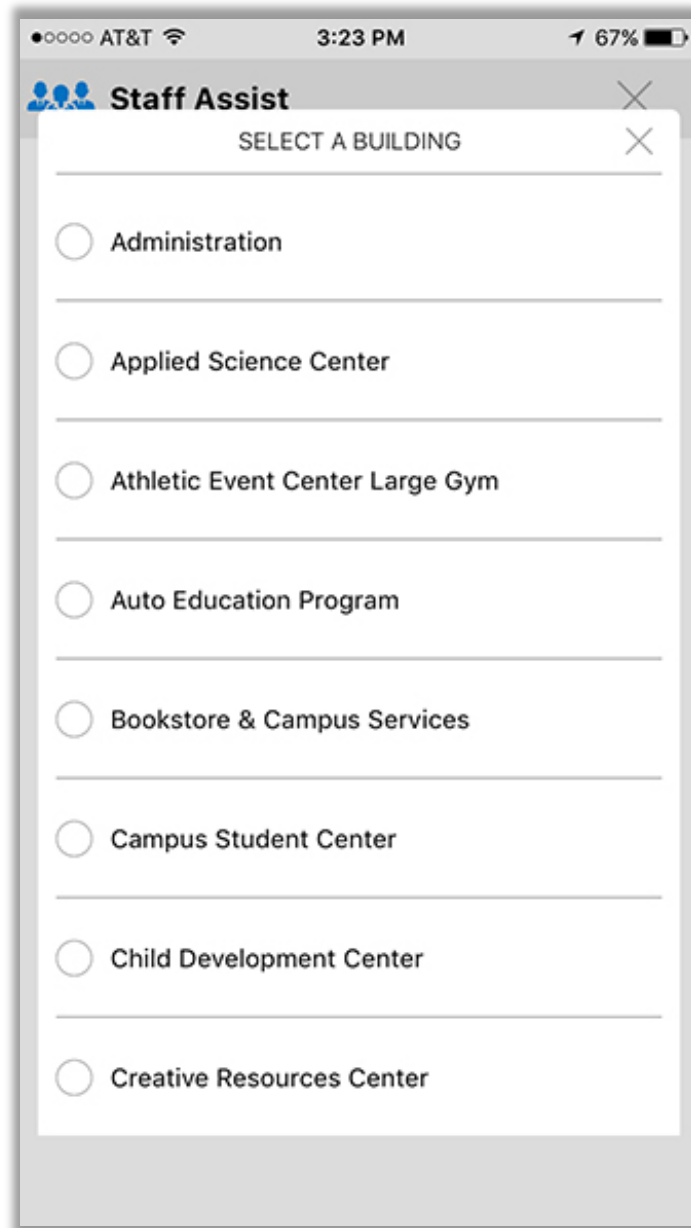 AT&T 3:23 PM 67%
Staff Assist
SELECT A BUILDING
Administration
Applied Science Center
Athletic Event Center Large Gym
Auto Education Program
Bookstore & Campus Services
Campus Student Center
Child Development Center
Creative Resources Center